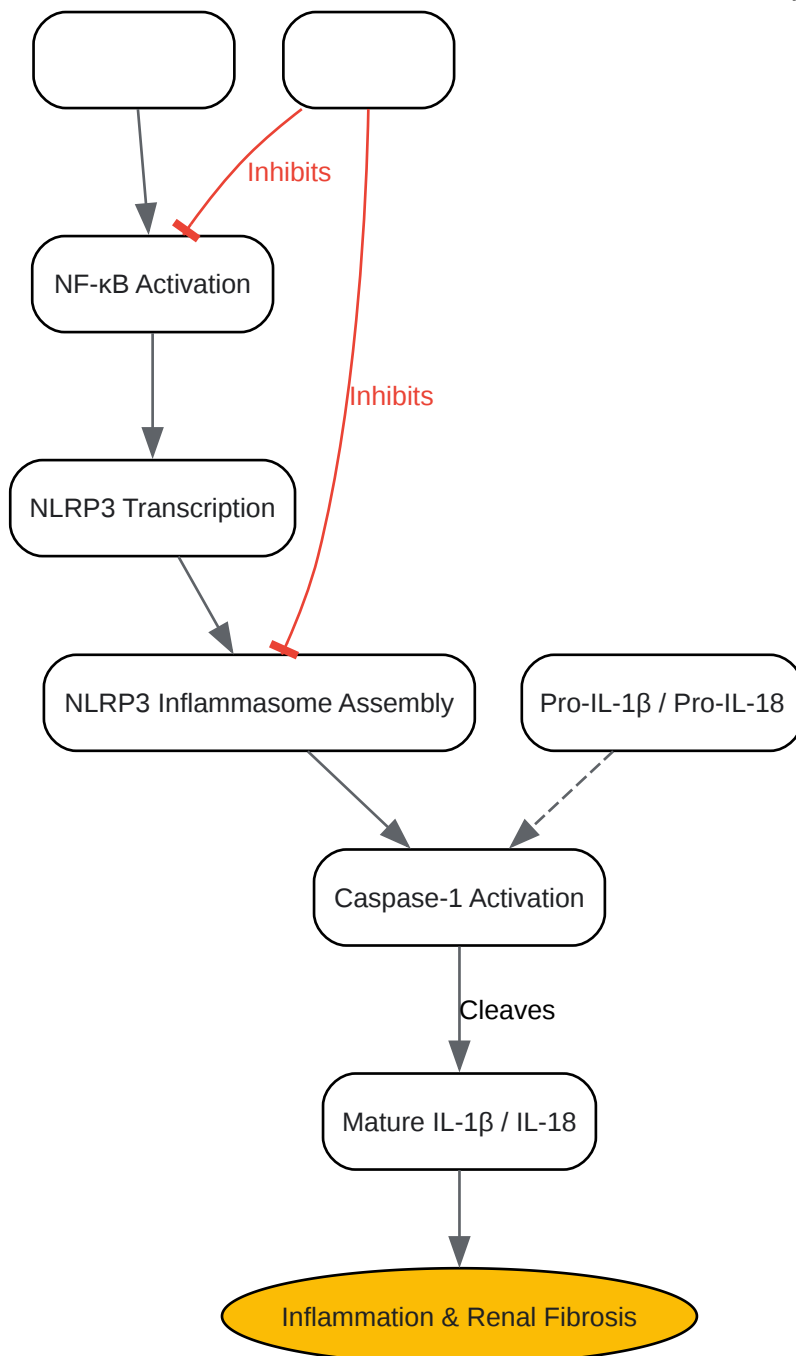 Inhibits
NF-κB Activation
Inhibits
NLRP3 Transcription
NLRP3 Inflammasome Assembly
Pro-IL-1β / Pro-IL-18
Caspase-1 Activation
Cleaves
Mature IL-1β / IL-18
Inflammation & Renal Fibrosis